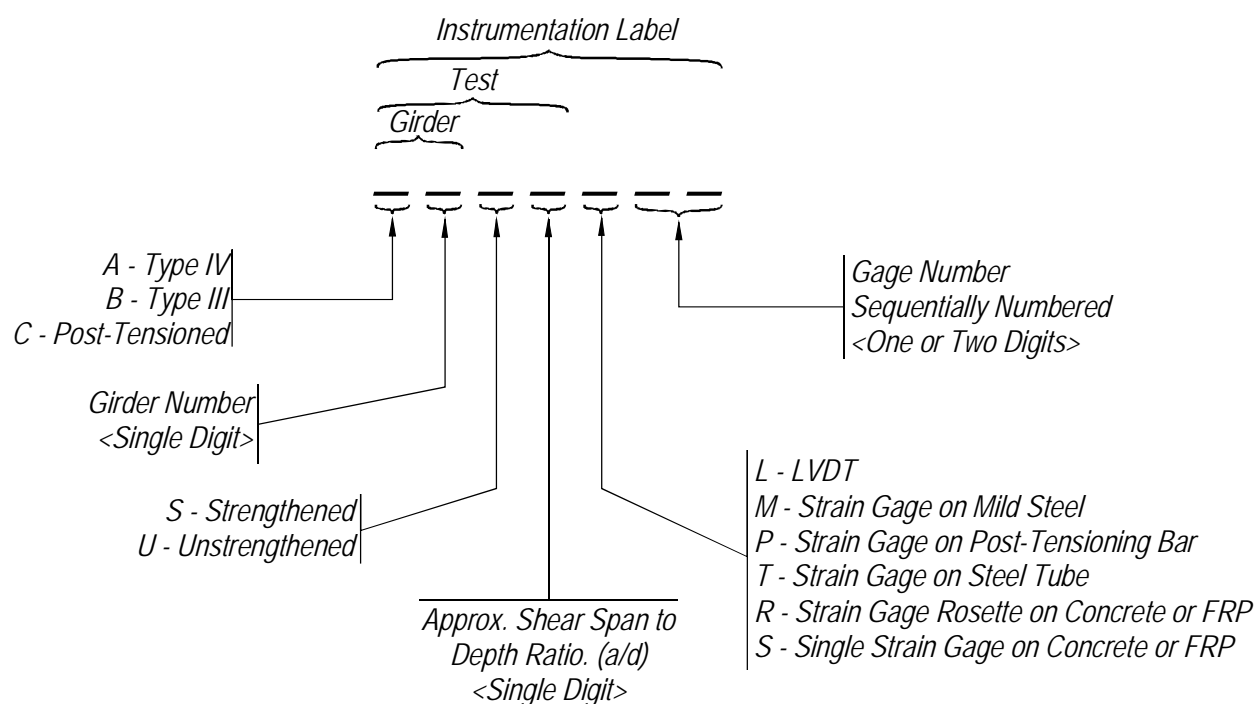 Instrumentation Label
Test
Girder
A - Type IV
B - Type III
C - Post-Tensioned
Girder Number
<Single Digit>
S - Strengthened
U - Unstrengthened
Approx. Shear Span to
Depth Ratio. (a/d)
<Single Digit>
L - LVDT
M - Strain Gage on Mild Steel
P - Strain Gage on Post-Tensioning Bar
T - Strain Gage on Steel Tube
R - Strain Gage Rosette on Concrete or FRP
S - Single Strain Gage on Concrete or FRP
Gage Number
Sequentially Numbered
<One or Two Digits>